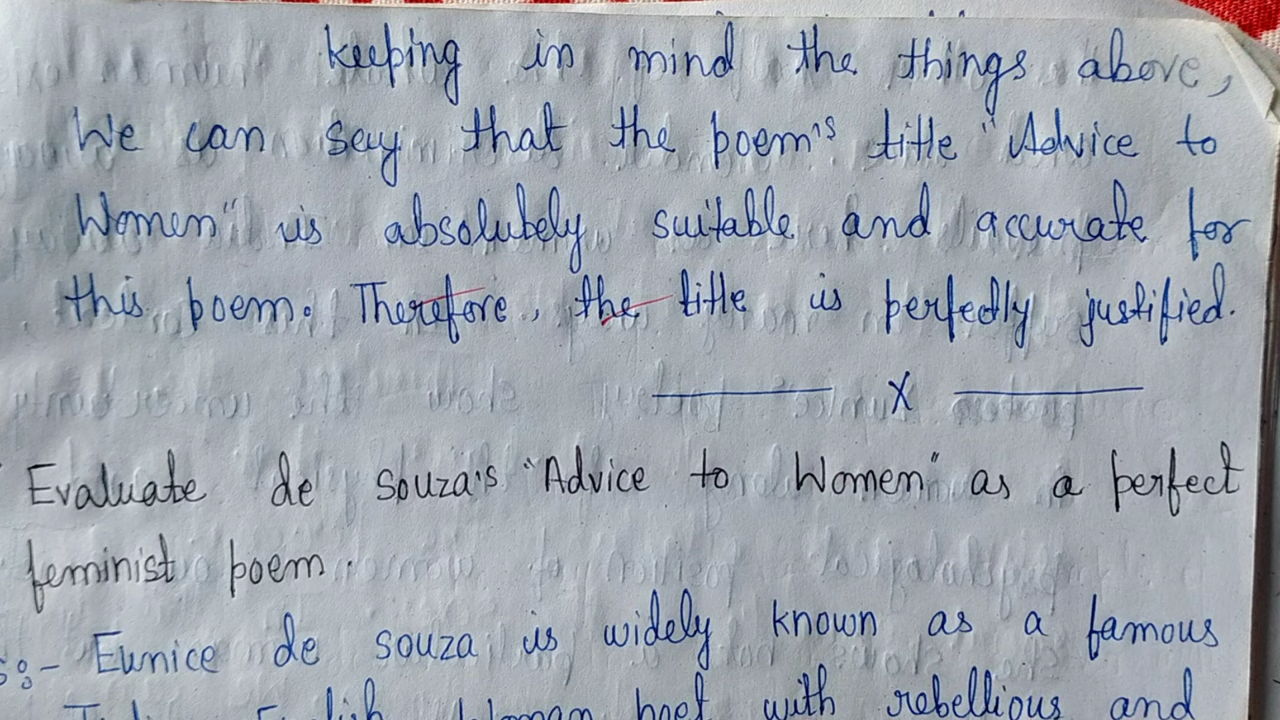 keeping in mind the things above,
We can say that the poem's title "Advice to
Women" is absolutely suitable and accurate for
this poem. Therefore, the title is perfectly justified.
X
Evaluate de Souza's "Advice to Women" as a perfect
feminist poem.
:- Eunice de souza is widely known as a famous
Woman poet with rebellious and